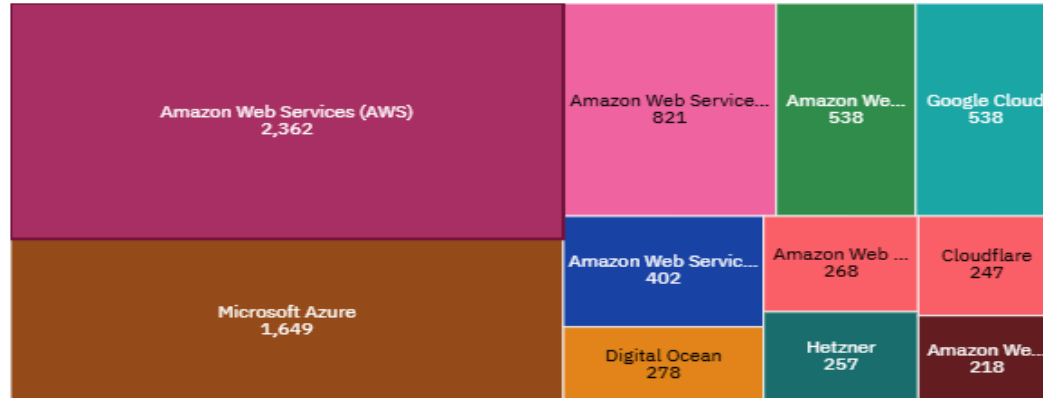 Amazon Web Services (AWS)
2,362
Microsoft Azure
1,649
Amazon Web Service...
821
Amazon We...
538
Google Cloud
538
Amazon Web Servic...
402
Amazon Web ...
268
Cloudflare
247
Digital Ocean
278
Hetzner
257
Amazon We...
218